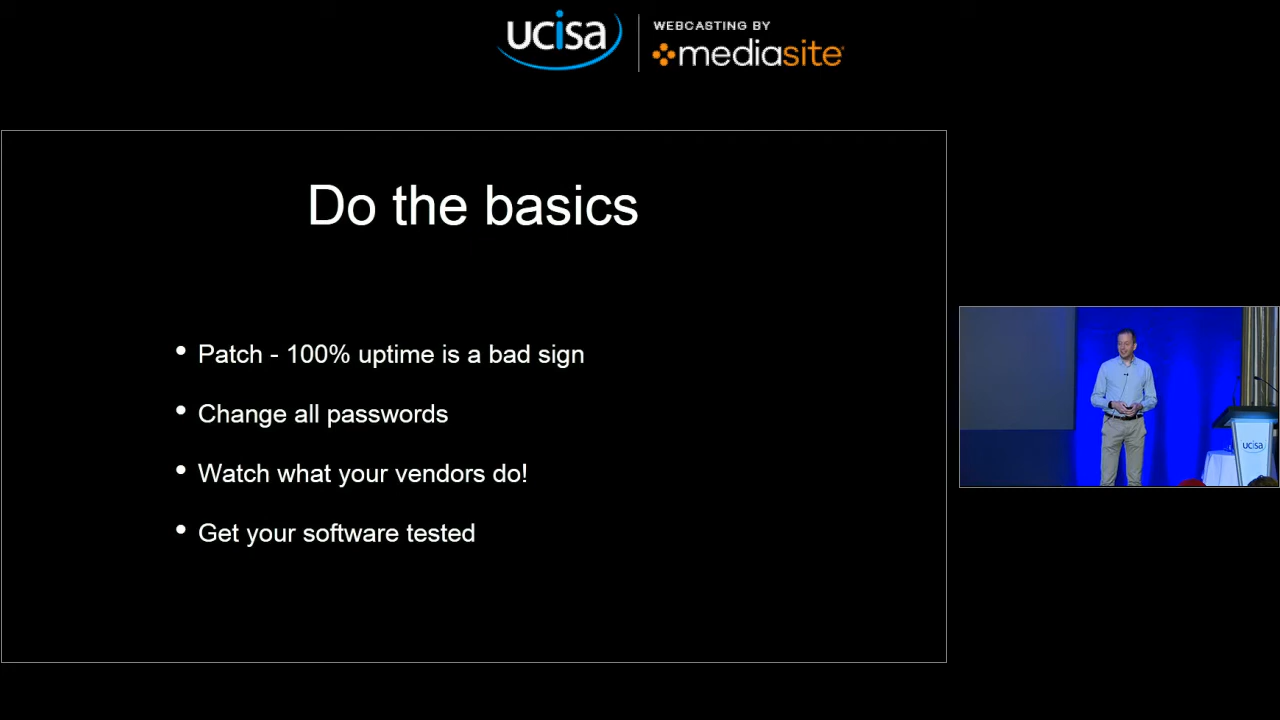 ucisa
WEBCASTING BY
mediasite
Do the basics
• Patch - 100% uptime is a bad sign
• Change all passwords
• Watch what your vendors do!
• Get your software tested
ucisa